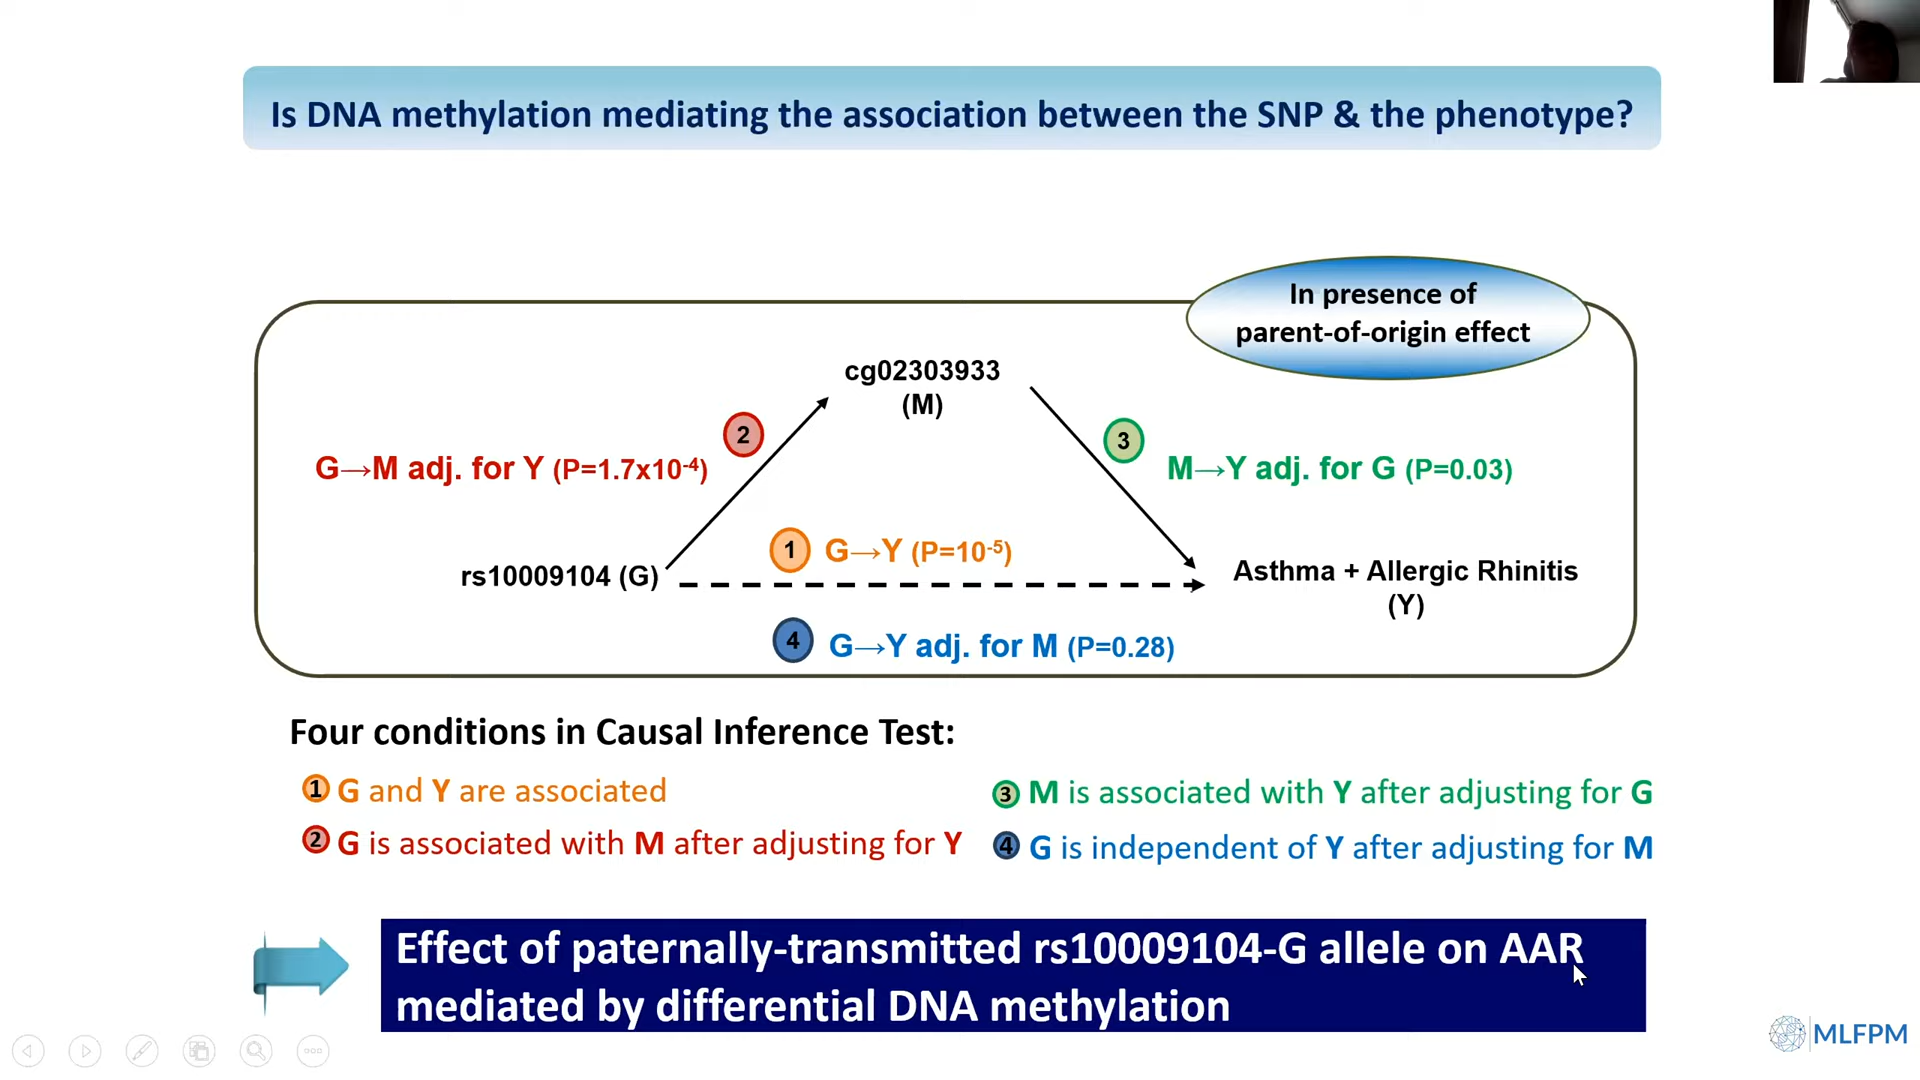 Is DNA methylation mediating the association between the SNP & the phenotype?
In presence of
parent-of-origin effect
cg02303933
(M)
2
3
G→M adj. for Y (P=1.7x10⁻⁴)
M→Y adj. for G (P=0.03)
1 G→Y (P=10⁻⁵)
rs10009104 (G)
Asthma + Allergic Rhinitis
(Y)
4 G→Y adj. for M (P=0.28)
Four conditions in Causal Inference Test:
1 G and Y are associated
2 G is associated with M after adjusting for Y
3 M is associated with Y after adjusting for G
4 G is independent of Y after adjusting for M
Effect of paternally-transmitted rs10009104-G allele on AAR
mediated by differential DNA methylation
MLFPM